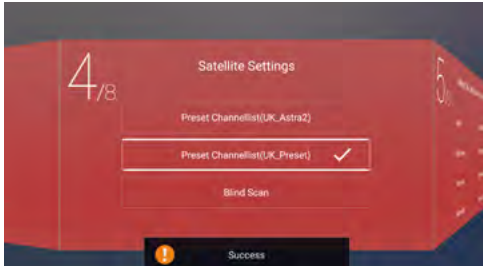 4/8
Satellite Settings
Preset Channellist(UK_Astra2)
Preset Channellist(UK_Preset)
Blind Scan
5
Success